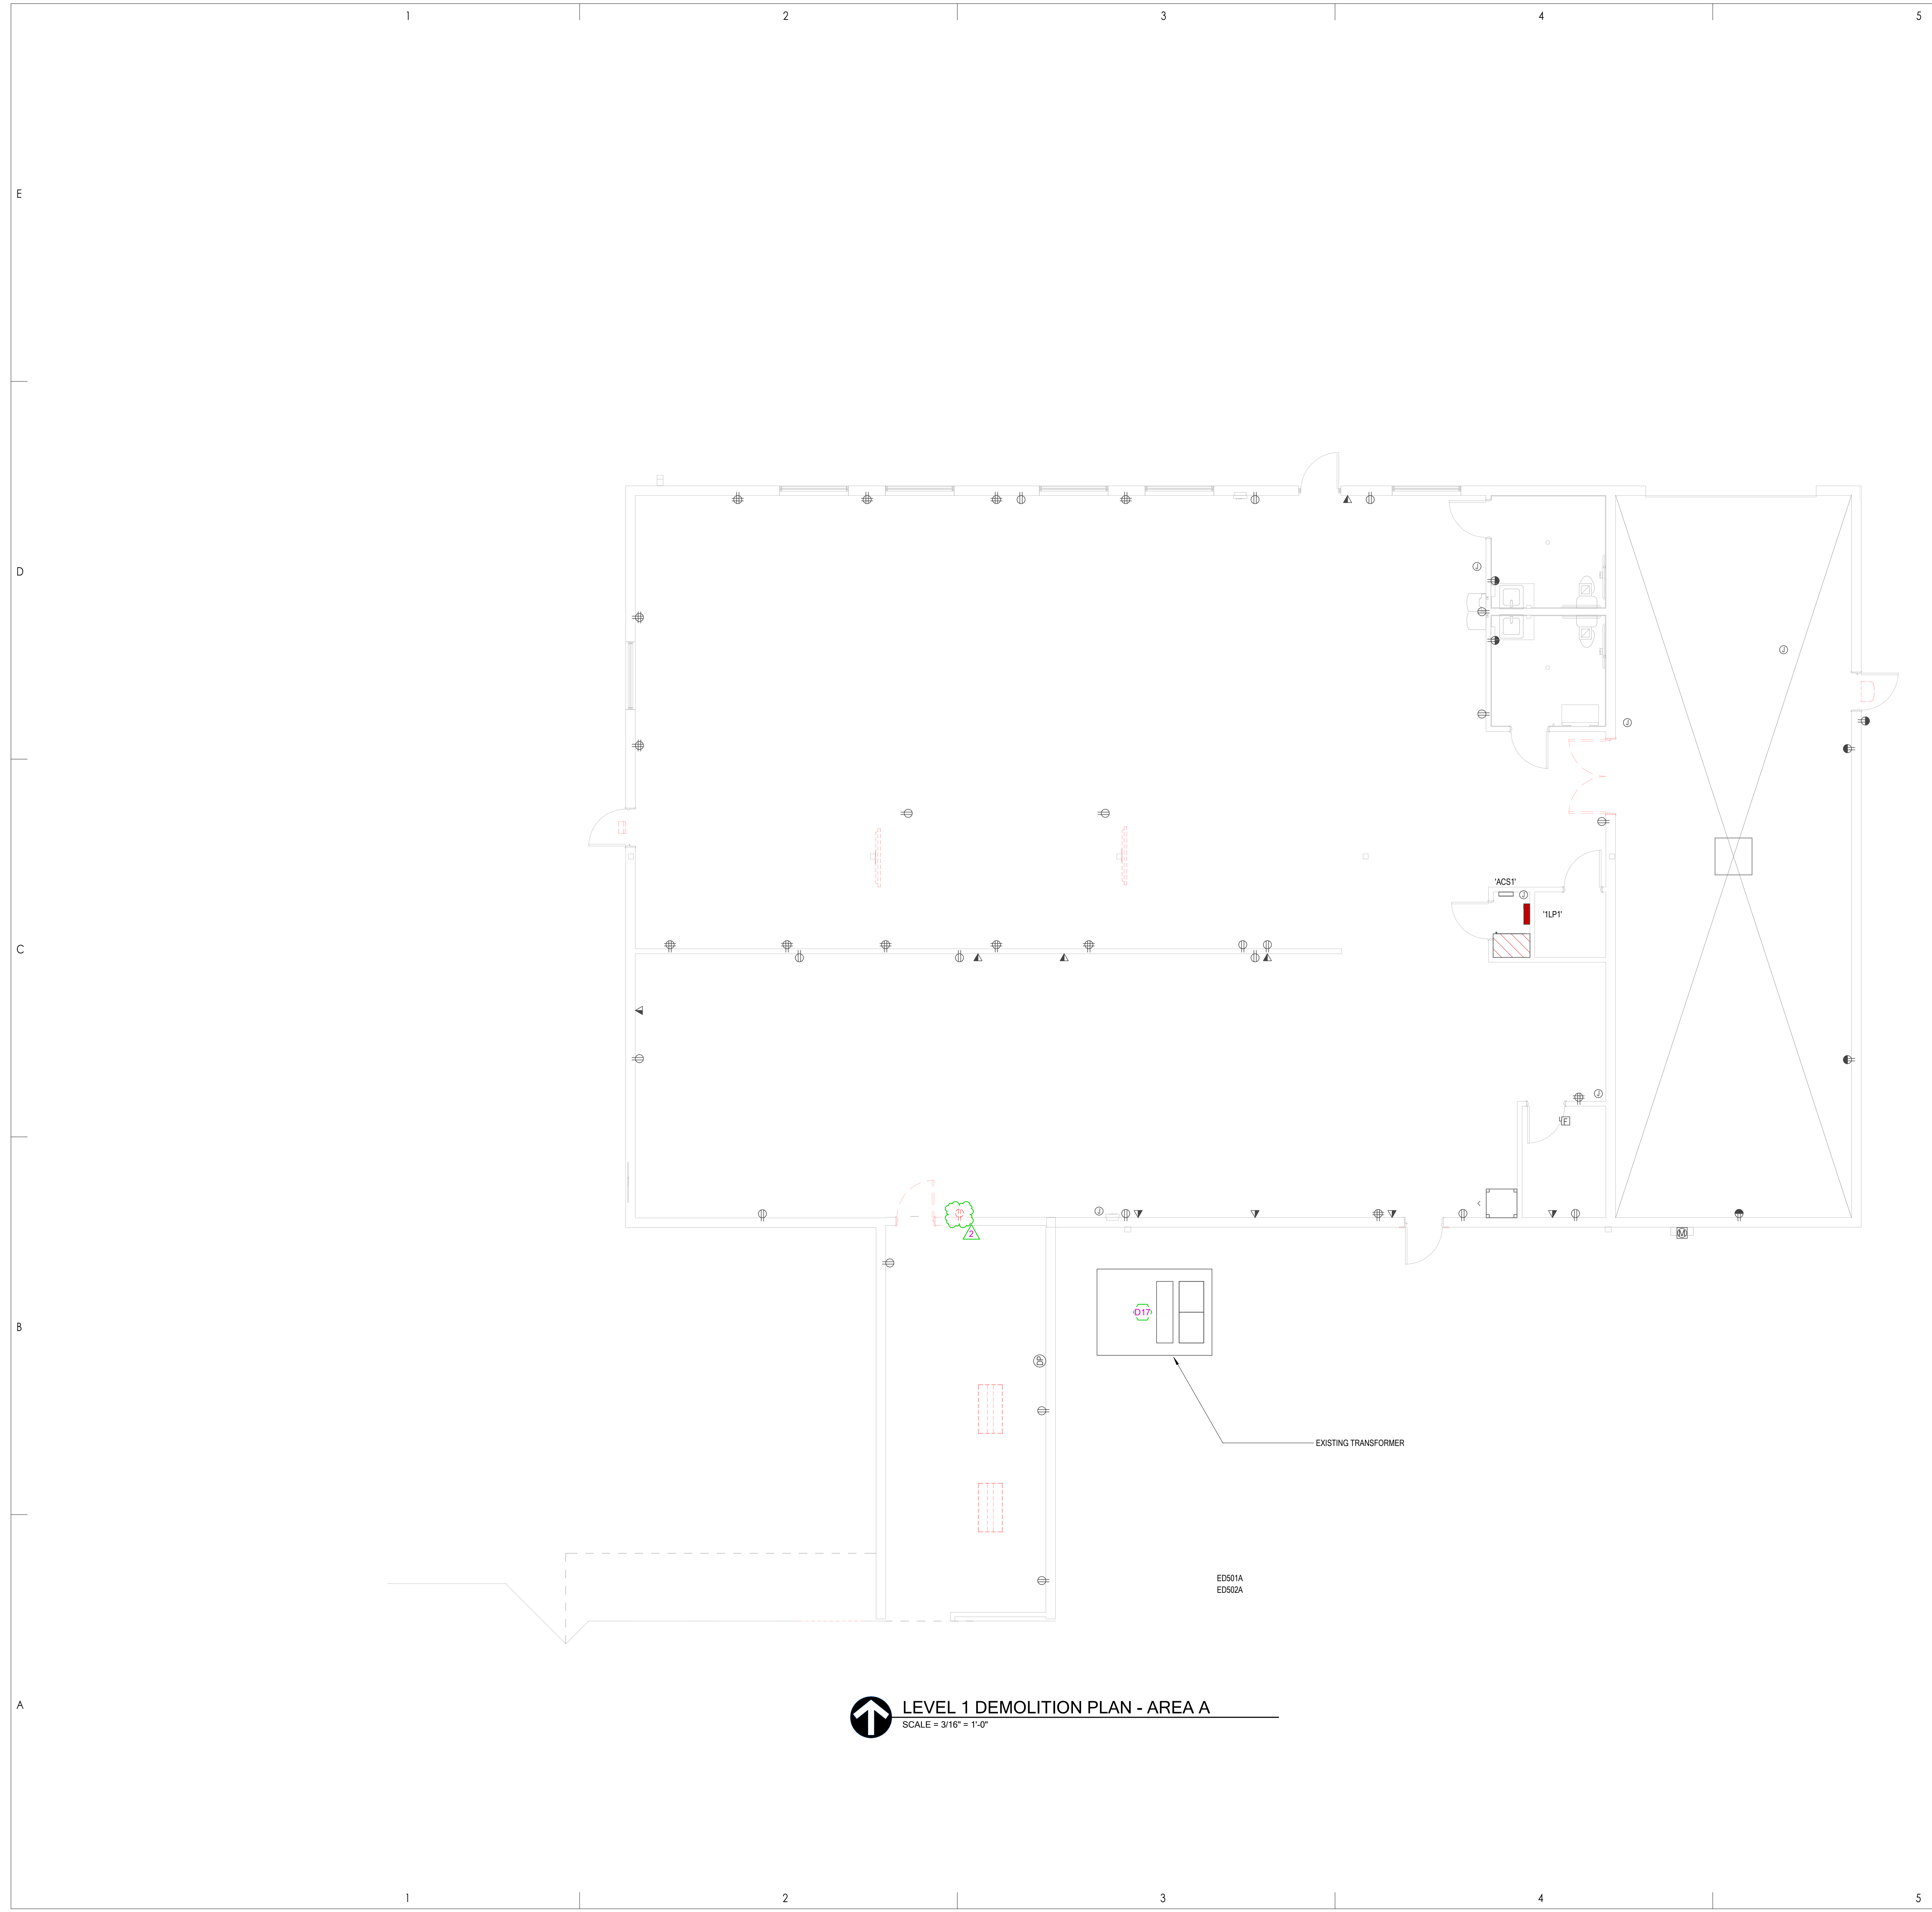 1 2 3 4 5
E
D
J
J
J
'ACS1'
J
'1LP1'
C
J
F
J
2
M
D17
B
EXISTING TRANSFORMER
ED501A
ED502A
LEVEL 1 DEMOLITION PLAN - AREA A
SCALE = 3/16" = 1'-0"
A
1 2 3 4 5